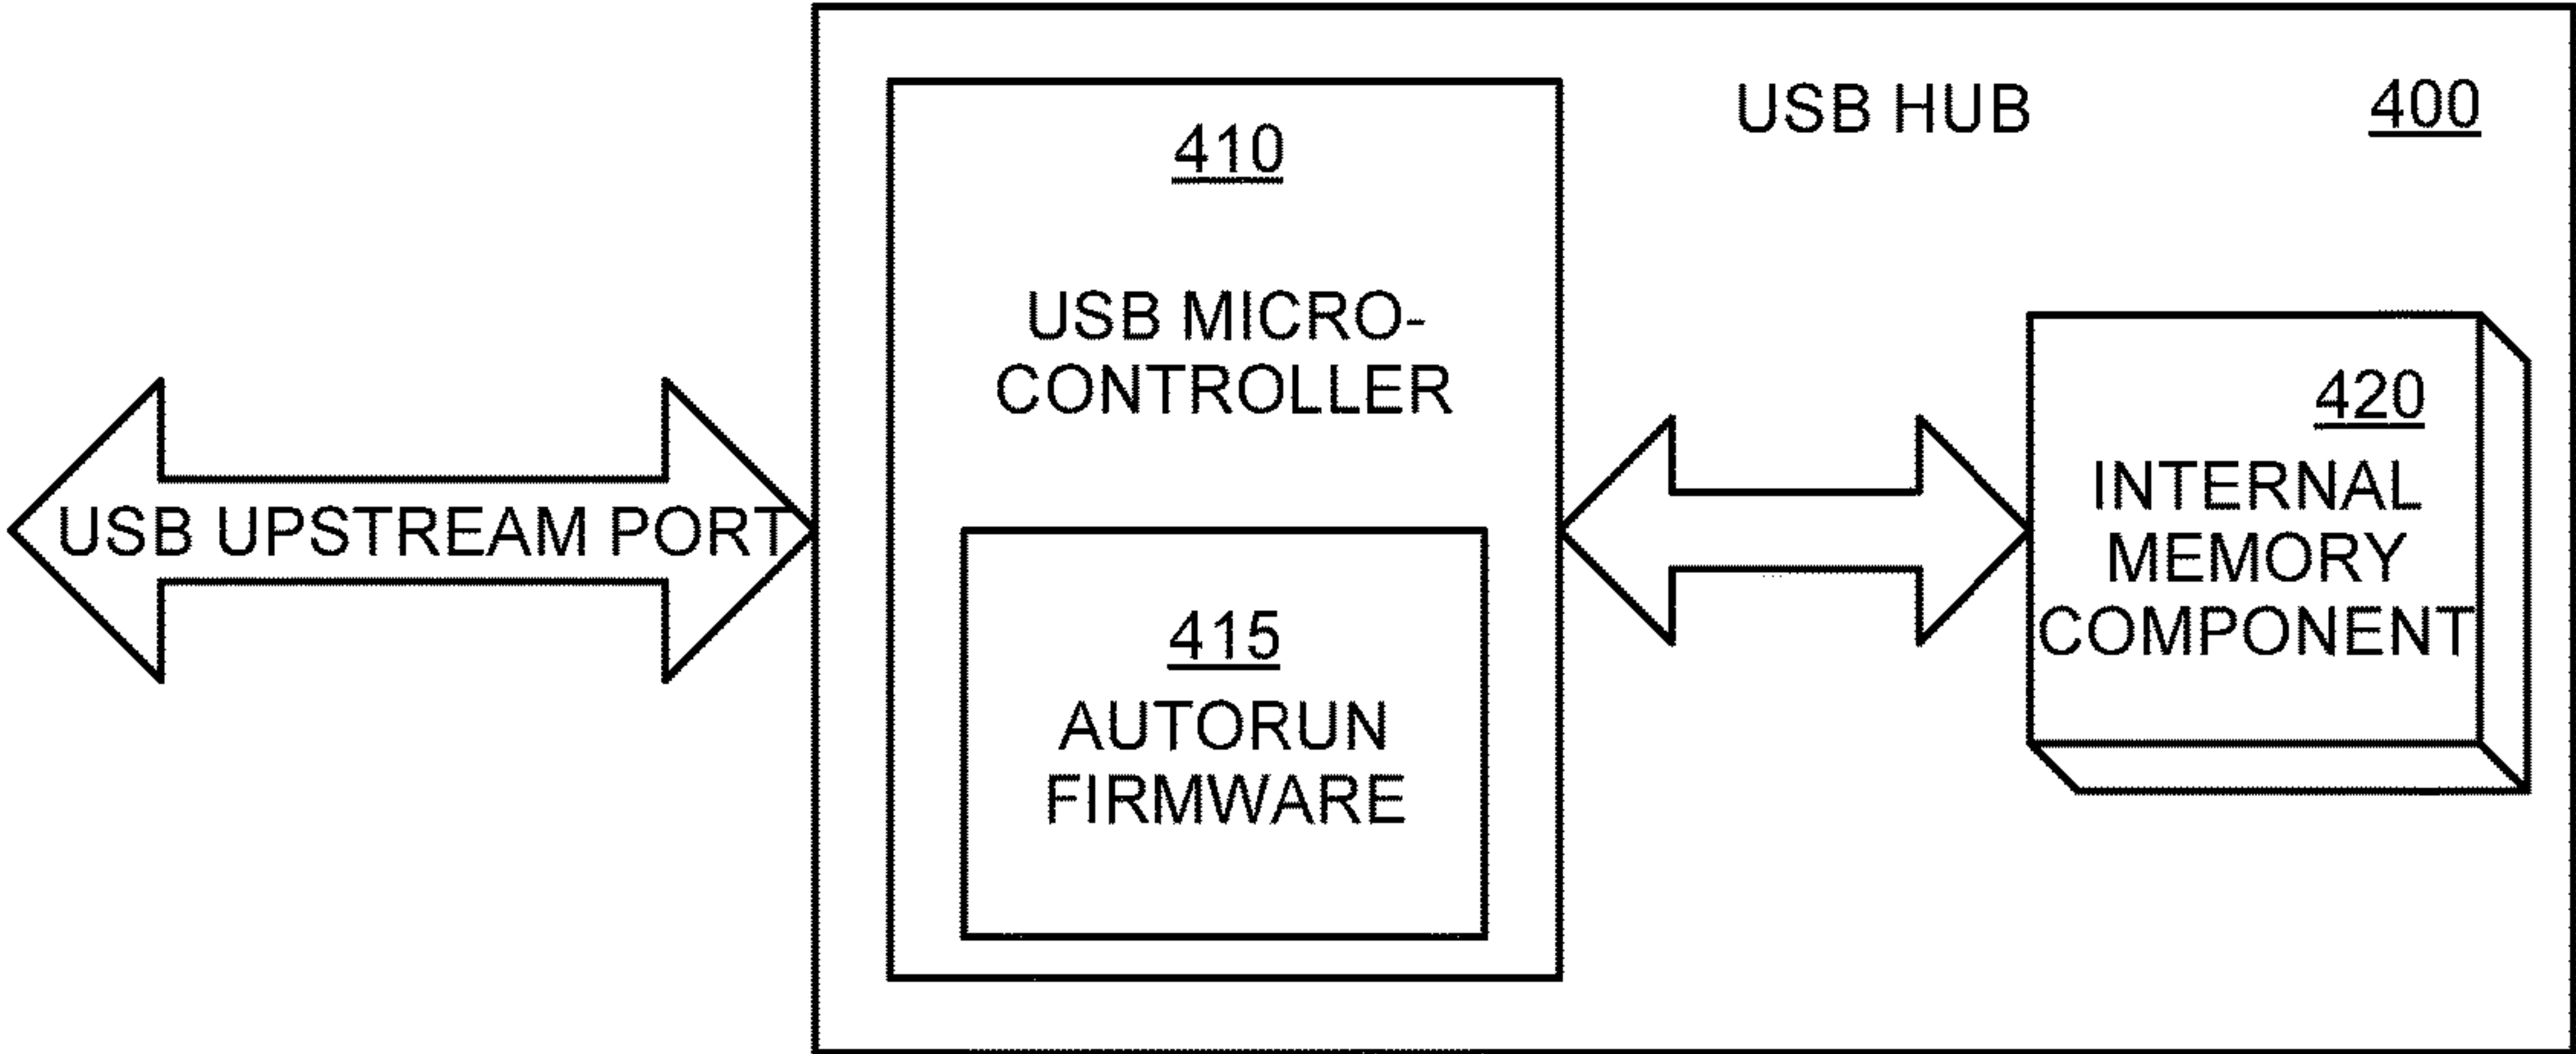 USB HUB
400
410
USB MICRO-
CONTROLLER
415
AUTORUN
FIRMWARE
USB UPSTREAM PORT
420
INTERNAL
MEMORY
COMPONENT